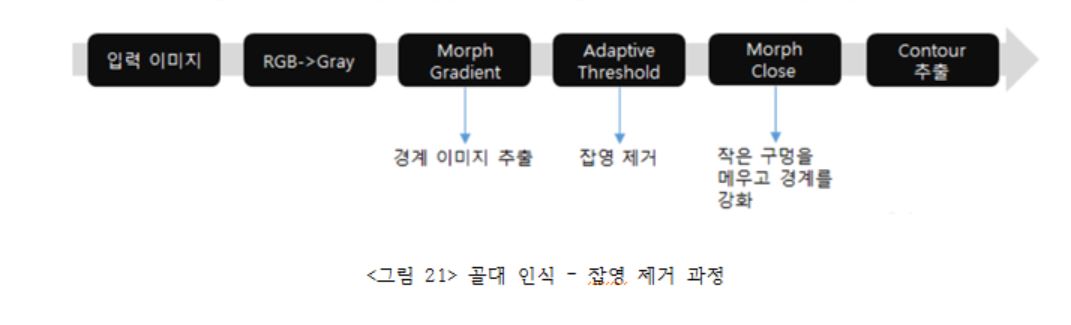 입력 이미지
RGB->Gray
Morph
Gradient
Adaptive
Threshold
Morph
Close
Contour
추출
경계 이미지 추출
잡영 제거
작은 구멍을
메우고 경계를
강화
<그림 21> 골대 인식 - 잡영 제거 과정